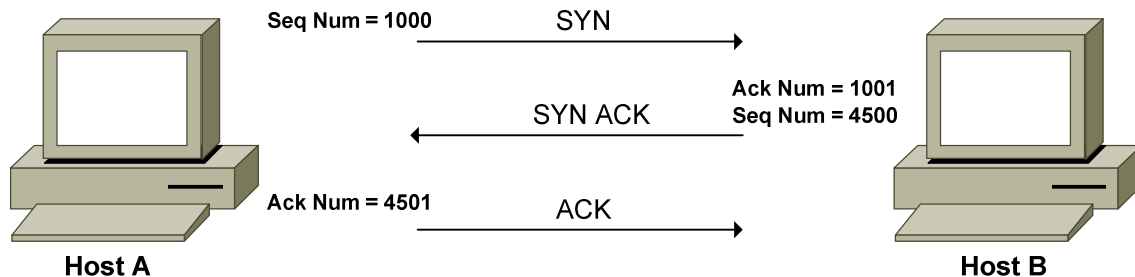 Seq Num = 1000
SYN
Ack Num = 1001
Seq Num = 4500
SYN ACK
Ack Num = 4501
ACK
Host A
Host B